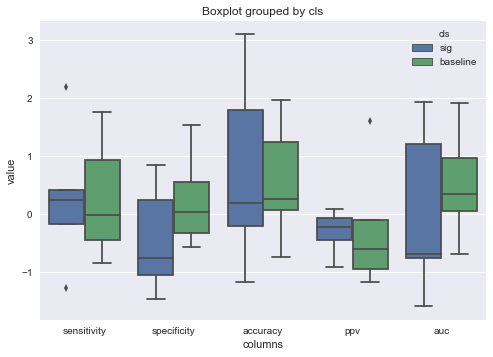 Boxplot grouped by cls
cls
sig
baseline
value
3
2
1
0
−1
sensitivity specificity accuracy ppv auc
columns